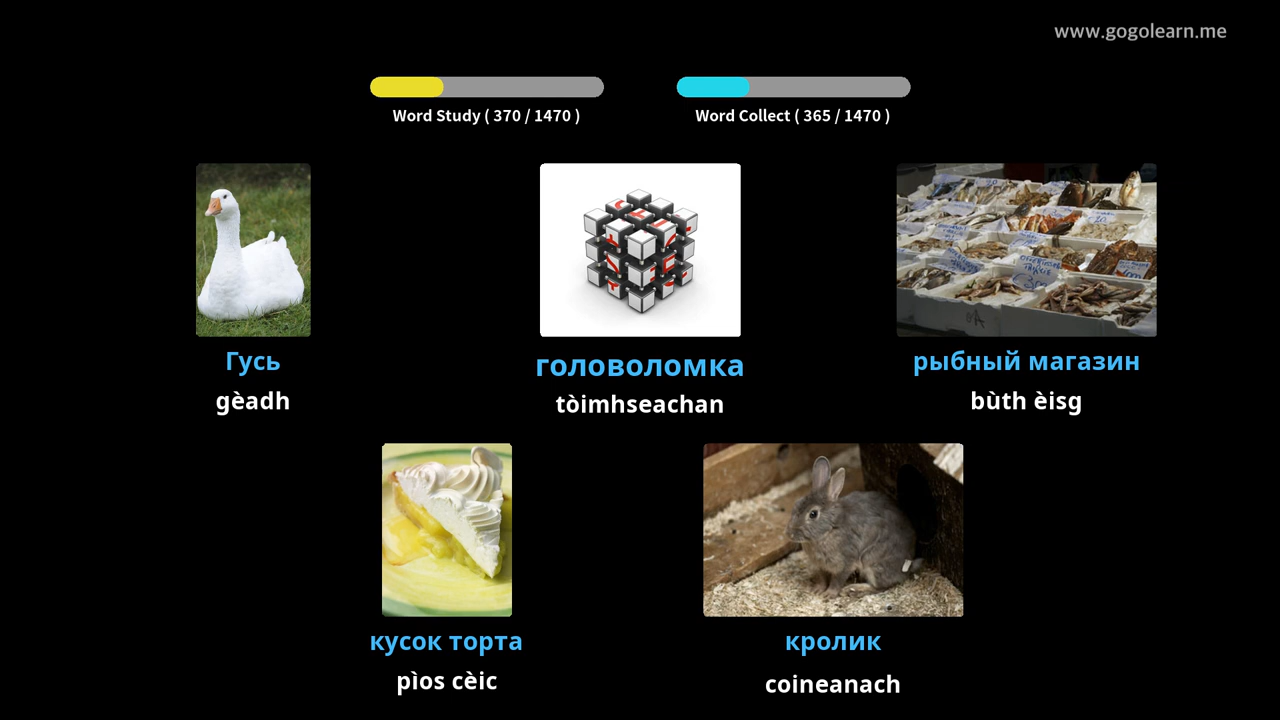 www.gogolearn.me
Word Study ( 370 / 1470 )
Word Collect ( 365 / 1470 )
Гусь
gèadh
головоломка
tòimhseachan
рыбный магазин
bùth èisg
кусок торта
pìos cèic
кролик
coineanach